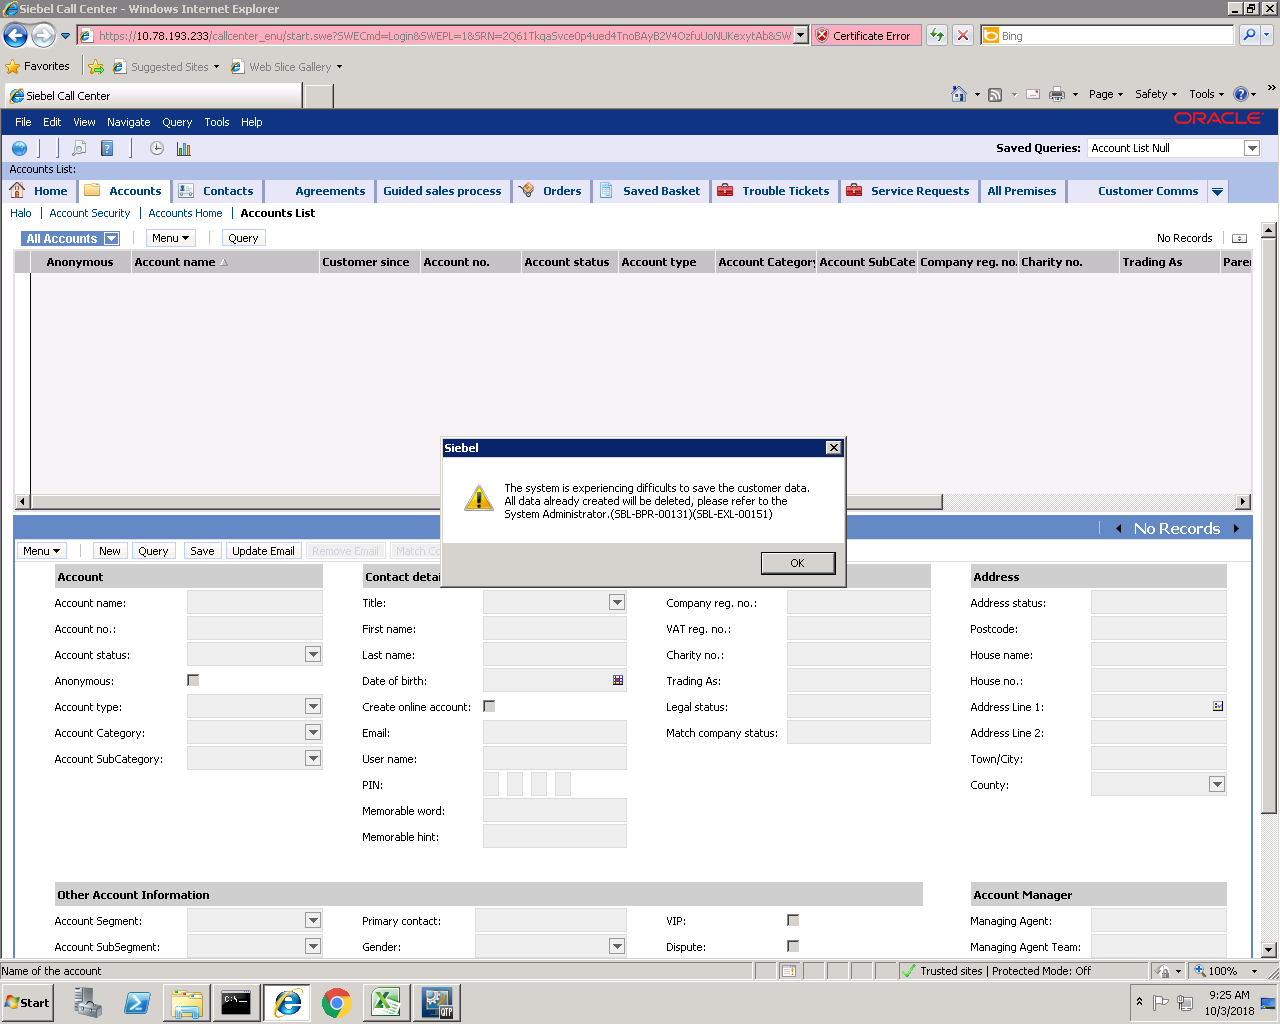 Siebel Call Center - Windows Internet Explorer
https://10.78.193.233/callcenter_enu/start.swe?SWECmd=Login&SWEPL=1&SRN=
Certificate Error
Bing
Favorites
Suggested Sites
Web Slice Gallery
Siebel Call Center
Page
Safety
Tools
File Edit View Navigate Query Tools Help
ORACLE
Saved Queries:
Account List Null
Accounts List:
Home
Accounts
Contacts
Agreements
Guided sales process
Orders
Saved Basket
Trouble Tickets
Service Requests
All Premises
Customer Comms
Halo | Account Security | Accounts Home | Accounts List
All Accounts
Menu
Query
No Records
Anonymous
Account name
Customer since
Account no.
Account status
Account type
Account Category
Account SubCate
Company reg. no.
Charity no.
Trading As
Pare
Siebel
The system is experiencing difficults to save the customer data.
All data already created will be deleted, please refer to the
System Administrator.(SBL-BPR-00131)(SBL-EXL-00151)
OK
No Records
Menu
New
Query
Save
Update Email
Remove Email
Match Co
Account
Account name:
Account no.:
Account status:
Anonymous:
Account type:
Account Category:
Account SubCategory:
Contact detai
Title:
First name:
Last name:
Date of birth:
Create online account:
Email:
User name:
PIN:
Memorable word:
Memorable hint:
Company reg. no.:
VAT reg. no.:
Charity no.:
Trading As:
Legal status:
Match company status:
Address
Address status:
Postcode:
House name:
House no.:
Address Line 1:
Address Line 2:
Town/City:
County:
Other Account Information
Account Segment:
Account SubSegment:
Primary contact:
Gender:
VIP:
Dispute:
Account Manager
Managing Agent:
Managing Agent Team:
Name of the account
Trusted sites | Protected Mode: Off
100%
Start
C:\.
QTP
9:25 AM
10/3/2018